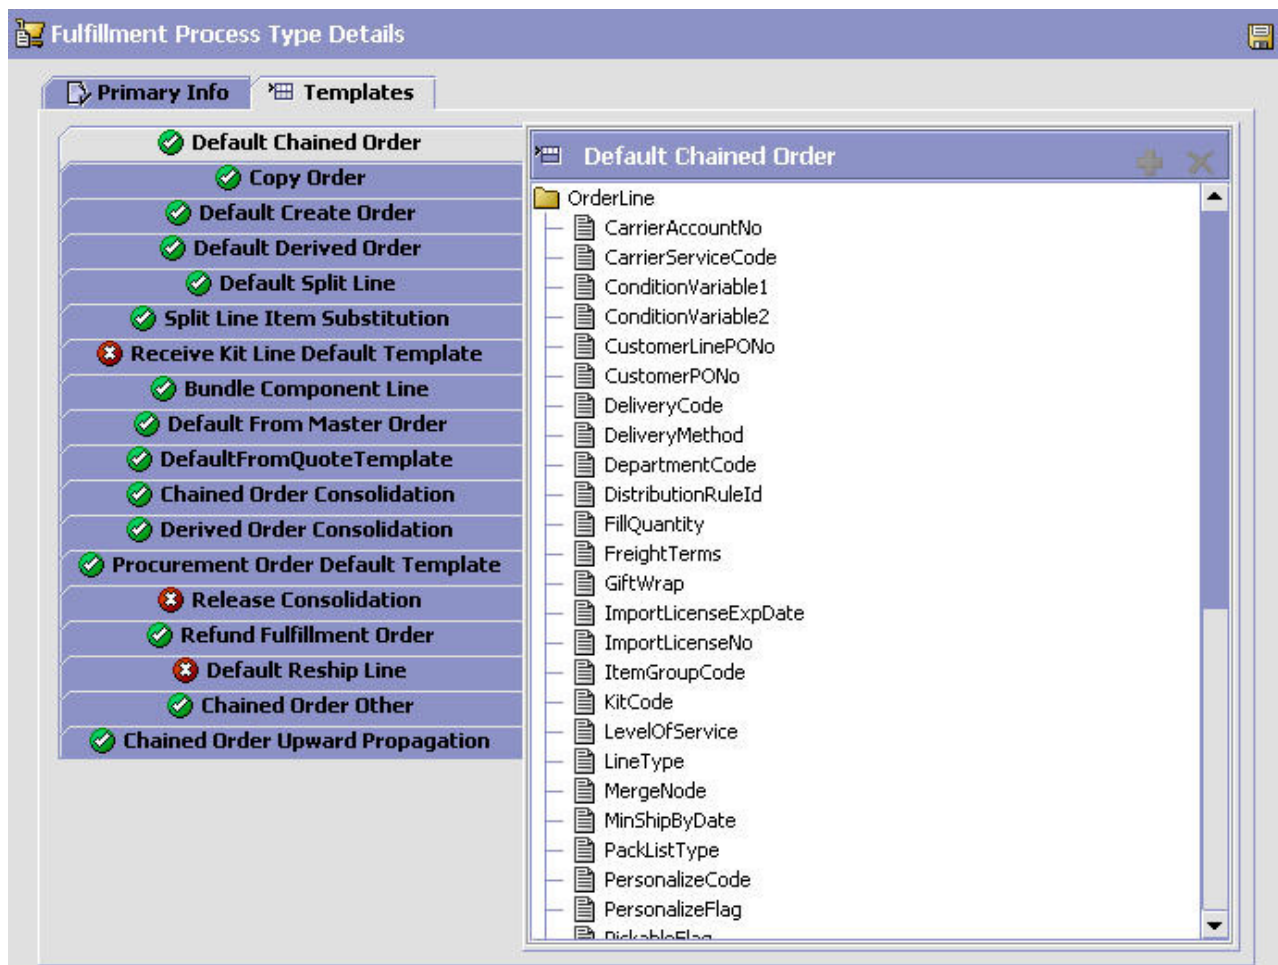 Fulfillment Process Type Details
Primary Info
Templates
Default Chained Order
Copy Order
Default Create Order
Default Derived Order
Default Split Line
Split Line Item Substitution
Receive Kit Line Default Template
Bundle Component Line
Default From Master Order
DefaultFromQuoteTemplate
Chained Order Consolidation
Derived Order Consolidation
Procurement Order Default Template
Release Consolidation
Refund Fulfillment Order
Default Reship Line
Chained Order Other
Chained Order Upward Propagation
Default Chained Order
OrderLine
CarrierAccountNo
CarrierServiceCode
ConditionVariable1
ConditionVariable2
CustomerLinePONo
CustomerPONo
DeliveryCode
DeliveryMethod
DepartmentCode
DistributionRuleId
FillQuantity
FreightTerms
GiftWrap
ImportLicenseExpDate
ImportLicenseNo
ItemGroupCode
KitCode
LevelOfService
LineType
MergeNode
MinShipByDate
PackListType
PersonalizeCode
PersonalizeFlag
PickableFlag